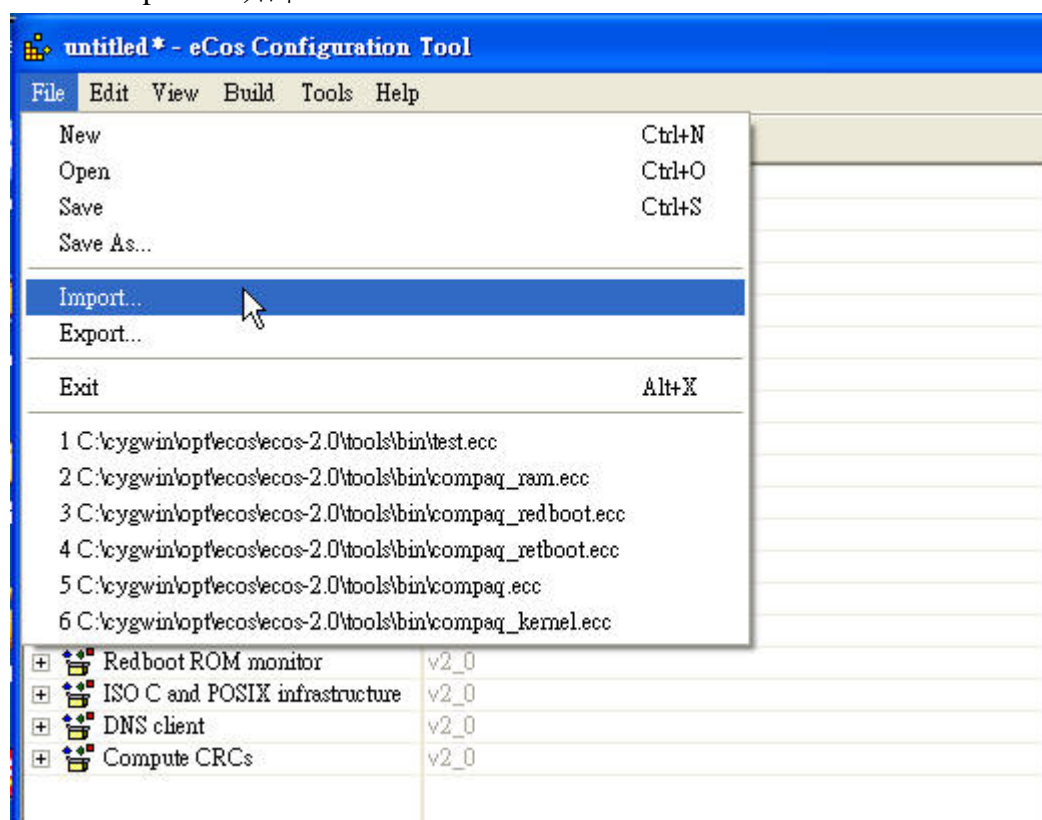 untitled* - eCos Configuration Tool
File Edit View Build Tools Help
New Ctrl+N
Open Ctrl+O
Save Ctrl+S
Save As...
Import...
Export...
Exit Alt+X
1 C:\cygwin\opt\ecos\ecos-2.0\tools\bin\test.ecc
2 C:\cygwin\opt\ecos\ecos-2.0\tools\bin\compaq_ram.ecc
3 C:\cygwin\opt\ecos\ecos-2.0\tools\bin\compaq_redboot.ecc
4 C:\cygwin\opt\ecos\ecos-2.0\tools\bin\compaq_retboot.ecc
5 C:\cygwin\opt\ecos\ecos-2.0\tools\bin\compaq.ecc
6 C:\cygwin\opt\ecos\ecos-2.0\tools\bin\compaq_kernel.ecc
Redboot ROM monitor v2_0
ISO C and POSIX infrastructure v2_0
DNS client v2_0
Compute CRCs v2_0